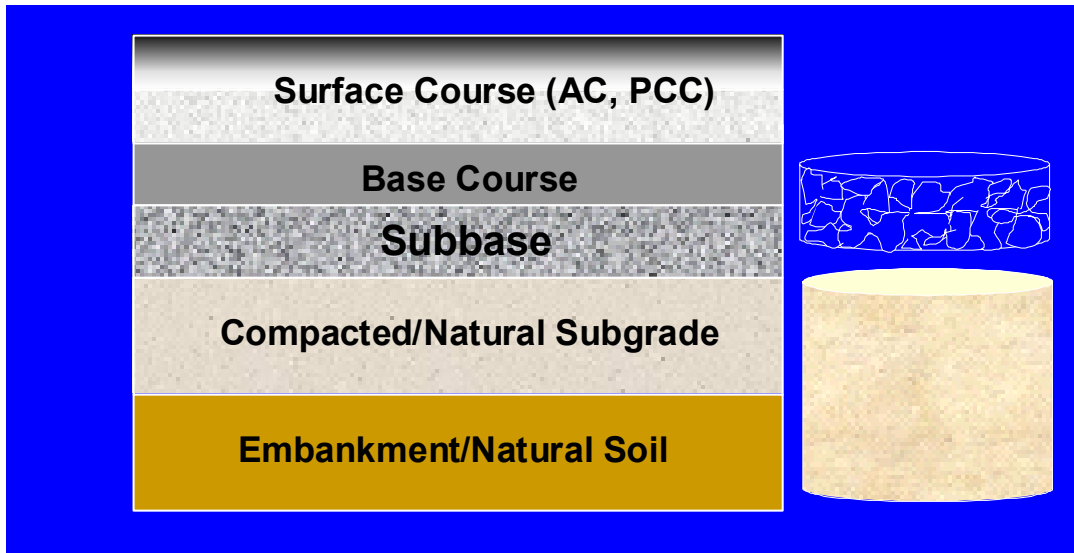 Surface Course (AC, PCC)
Base Course
Subbase
Compacted/Natural Subgrade
Embankment/Natural Soil